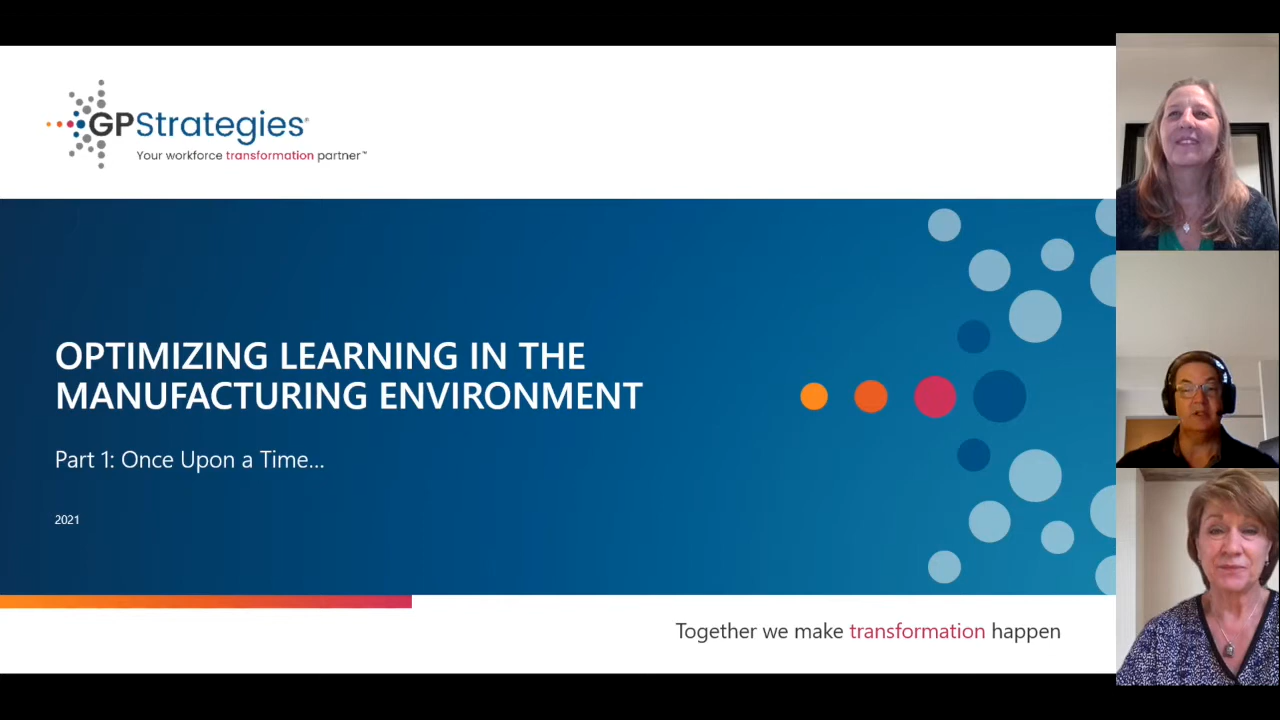 GPStrategies®
Your workforce transformation partner™
OPTIMIZING LEARNING IN THE
MANUFACTURING ENVIRONMENT
Part 1: Once Upon a Time...
2021
Together we make transformation happen